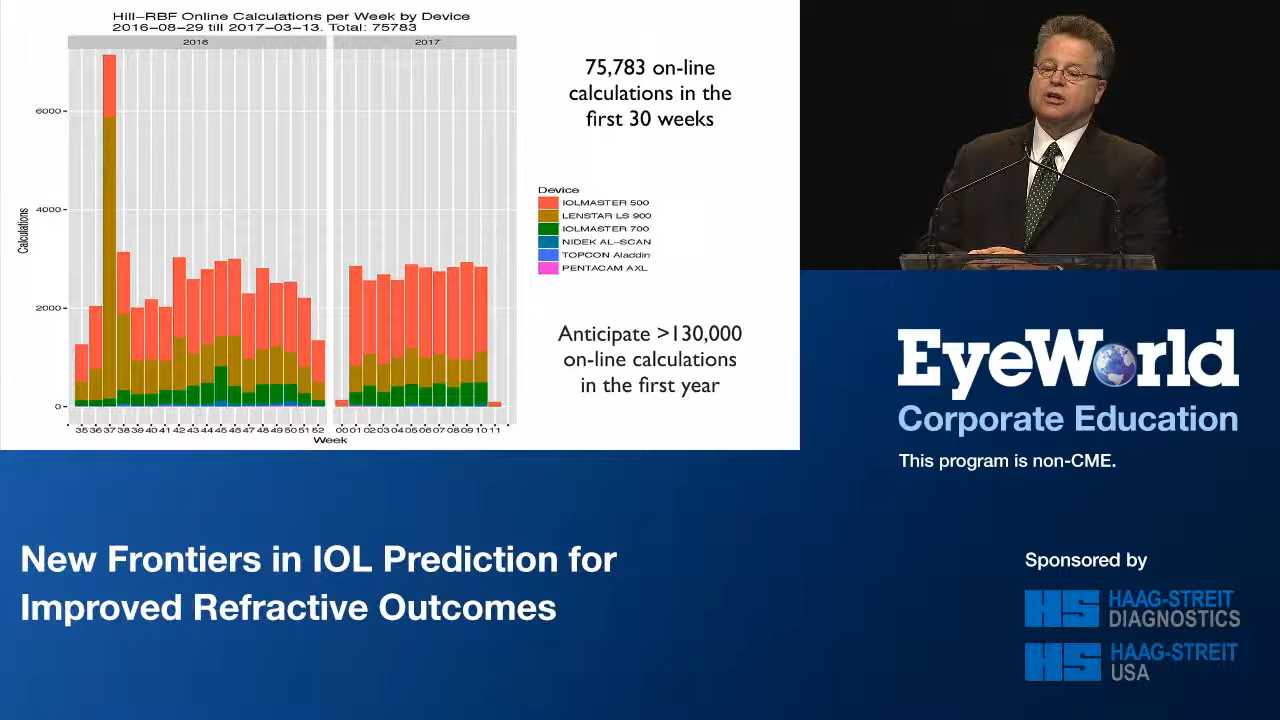 Hill-RBF Online Calculations per Week by Device
2016-08-29 till 2017-03-13. Total: 75783
2016 2017
6000
4000
2000
0
Calculations
35 36 37 38 39 40 41 42 43 44 45 46 47 48 49 50 51 52 00 01 02 03 04 05 06 07 08 09 10 11
Week
75,783 on-line
calculations in the
first 30 weeks
Device
IOLMASTER 500
LENSTAR LS 900
IOLMASTER 700
NIDEK AL-SCAN
TOPCON Aladdin
PENTACAM AXL
Anticipate >130,000
on-line calculations
in the first year
EyeWorld
Corporate Education
This program is non-CME.
New Frontiers in IOL Prediction for
Improved Refractive Outcomes
Sponsored by
HS HAAG-STREIT
DIAGNOSTICS
HS HAAG-STREIT
USA